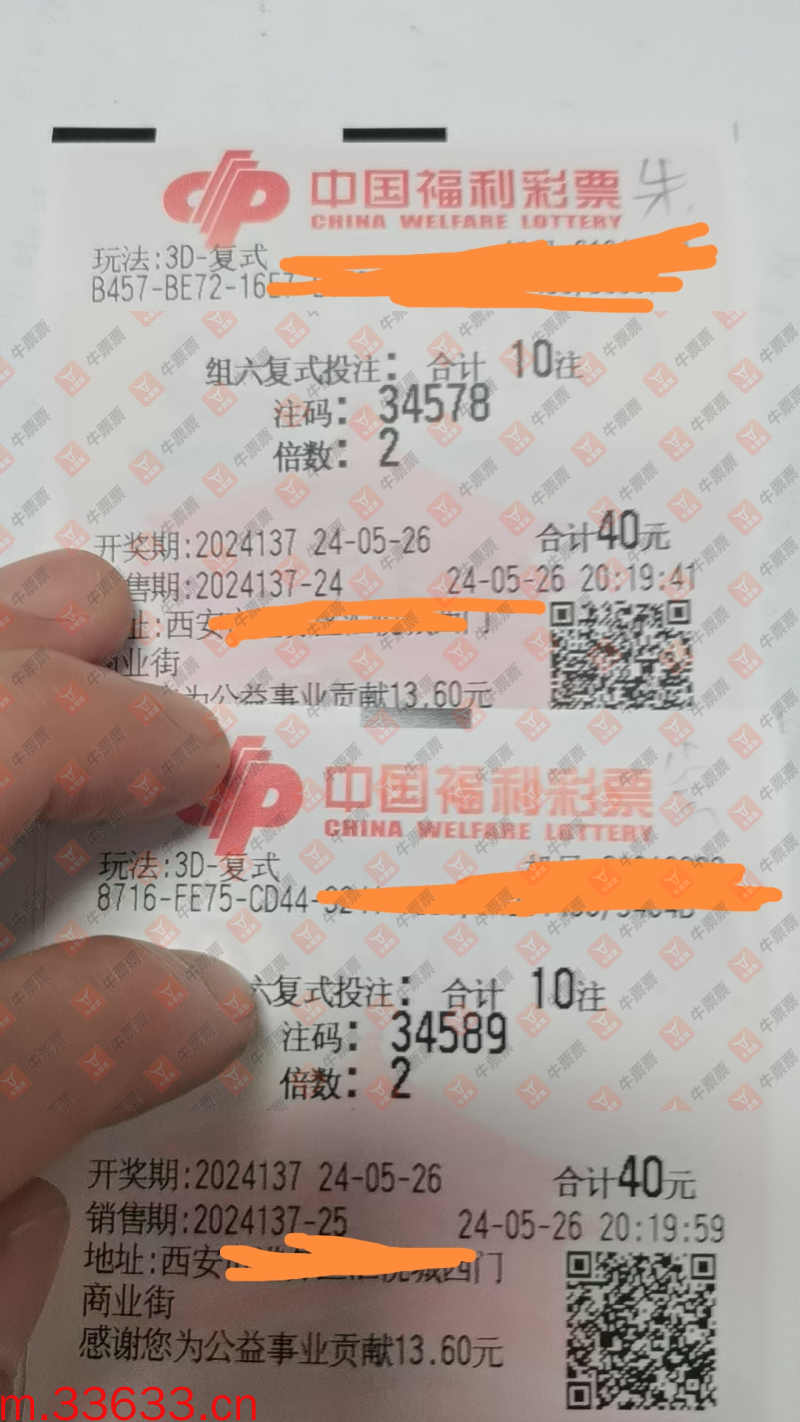 中国福利彩票
CHINA WELFARE LOTTERY
朱
玩法:3D-复式
B457-BE72-16E7-
组六复式投注: 合计 10注
注码: 34578
倍数: 2
开奖期:2024137 24-05-26 合计40元
售期:2024137-24 24-05-26 20:19:41
址:西安
业街
为公益事业贡献13.60元
中国福利彩票
CHINA WELFARE LOTTERY
玩法:3D-复式
8716-FE75-CD44-
六复式投注: 合计 10注
注码: 34589
倍数: 2
开奖期:2024137 24-05-26 合计40元
销售期:2024137-25 24-05-26 20:19:59
地址:西安 城西门
商业街
感谢您为公益事业贡献13.60元
牛票票
m.33633.cn